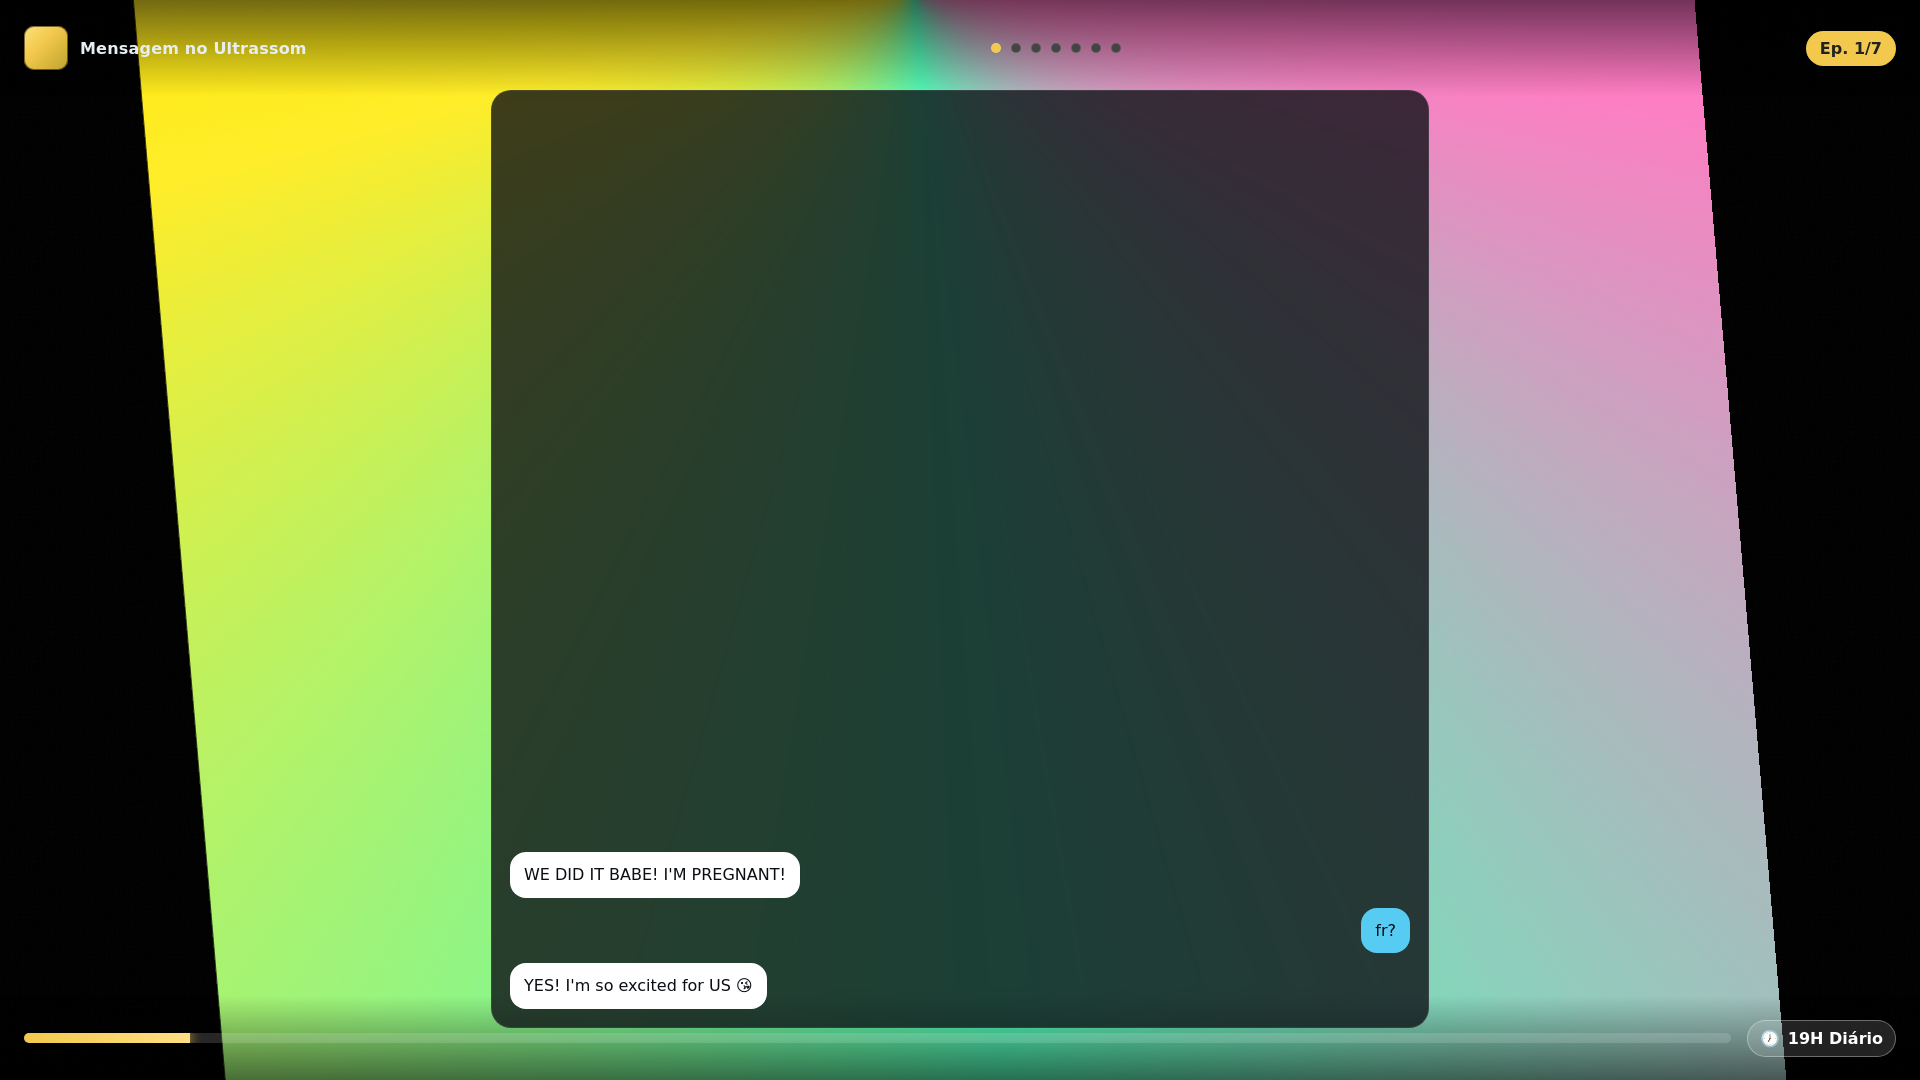 Mensagem no Ultrassom
Ep. 1/7
WE DID IT BABE! I'M PREGNANT!
fr?
YES! I'm so excited for US 😘
🕖 19H Diário